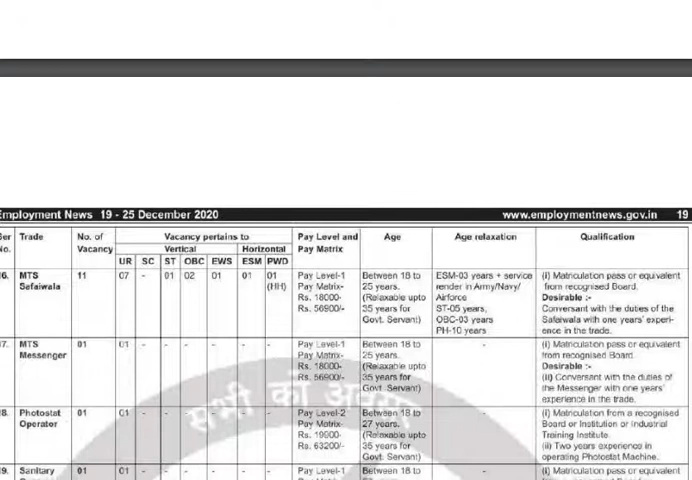 Employment News 19 - 25 December 2020 www.employmentnews.gov.in 19
Ser No. Trade No. of Vacancy Vacancy pertains to Pay Level and Pay Matrix Age Age relaxation Qualification
Vertical Horizontal
UR SC ST OBC EWS ESM PWD
6. MTS Safaiwala 11 07 - 01 02 01 01 01 (HH)
Pay Level-1
Pay Matrix-
Rs. 18000-
Rs. 56900/-
Between 18 to
25 years.
(Relaxable upto
35 years for
Govt. Servant)
ESM-03 years + service
render in Army/Navy/
Airforce
ST-05 years,
OBC-03 years
PH-10 years
(i) Matriculation pass or equivalent
from recognised Board.
Desirable :-
Conversant with the duties of the
Safaiwala with one years' experi-
ence in the trade.
7. MTS Messenger 01 01 - - - - - -
Pay Level-1
Pay Matrix-
Rs. 18000-
Rs. 56900/-
Between 18 to
25 years.
(Relaxable upto
35 years for
Govt. Servant)
-
(i) Matriculation pass or equivalent
from recognised Board.
Desirable :-
(ii) Conversant with the duties of
the Messenger with one years'
experience in the trade.
8. Photostat Operator 01 01 - - - - - -
Pay Level-2
Pay Matrix-
Rs. 19900-
Rs. 63200/-
Between 18 to
27 years.
(Relaxable upto
35 years for
Govt. Servant)
-
(i) Matriculation from a recognised
Board or Institution or Industrial
Training Institute.
(ii) Two years experience in
operating Photostat Machine.
9. Sanitary 01 01 - - - - - -
Pay Level-1
Between 18 to
-
(i) Matriculation pass or equivalent
सभी का